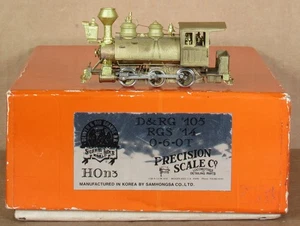 D&RG '105
RGS '14
0-6-0T
PRECISION
SCALE Co
HOn3
MANUFACTURED IN KOREA BY SAMHONGSA CO., LTD.